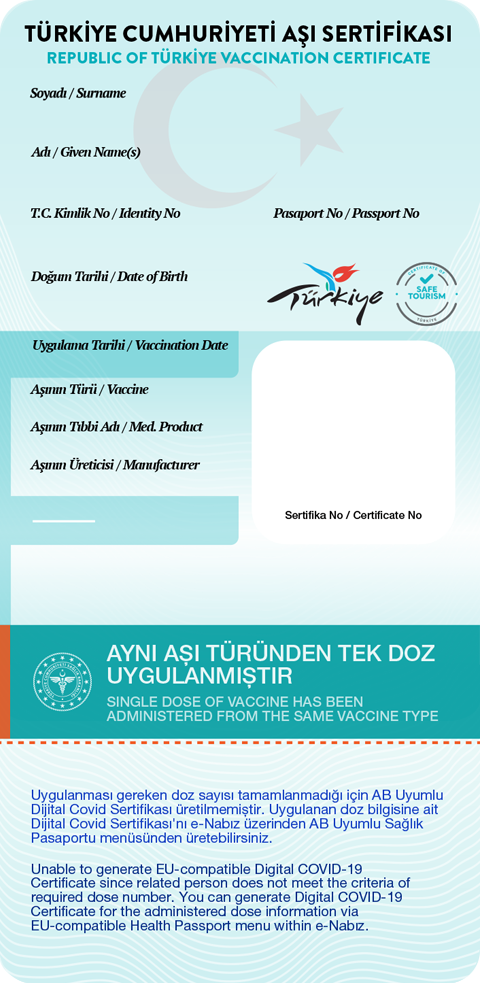 TÜRKİYE CUMHURİYETİ AŞI SERTİFİKASI
REPUBLIC OF TÜRKİYE VACCINATION CERTIFICATE
Soyadı / Surname
Adı / Given Name(s)
T.C. Kimlik No / Identity No
Pasaport No / Passport No
Doğum Tarihi / Date of Birth
Türkiye
CERTIFICATE OF
SAFE
TOURISM
TÜRKİYE
Uygulama Tarihi / Vaccination Date
Aşının Türü / Vaccine
Aşının Tıbbi Adı / Med. Product
Aşının Üreticisi / Manufacturer
Sertifika No / Certificate No
AYNI AŞI TÜRÜNDEN TEK DOZ
UYGULANMIŞTIR
SINGLE DOSE OF VACCINE HAS BEEN
ADMINISTERED FROM THE SAME VACCINE TYPE
Uygulanması gereken doz sayısı tamamlanmadığı için AB Uyumlu
Dijital Covid Sertifikası üretilmemiştir. Uygulanan doz bilgisine ait
Dijital Covid Sertifikası'nı e-Nabız üzerinden AB Uyumlu Sağlık
Pasaportu menüsünden üretebilirsiniz.
Unable to generate EU-compatible Digital COVID-19
Certificate since related person does not meet the criteria of
required dose number. You can generate Digital COVID-19
Certificate for the administered dose information via
EU-compatible Health Passport menu within e-Nabız.